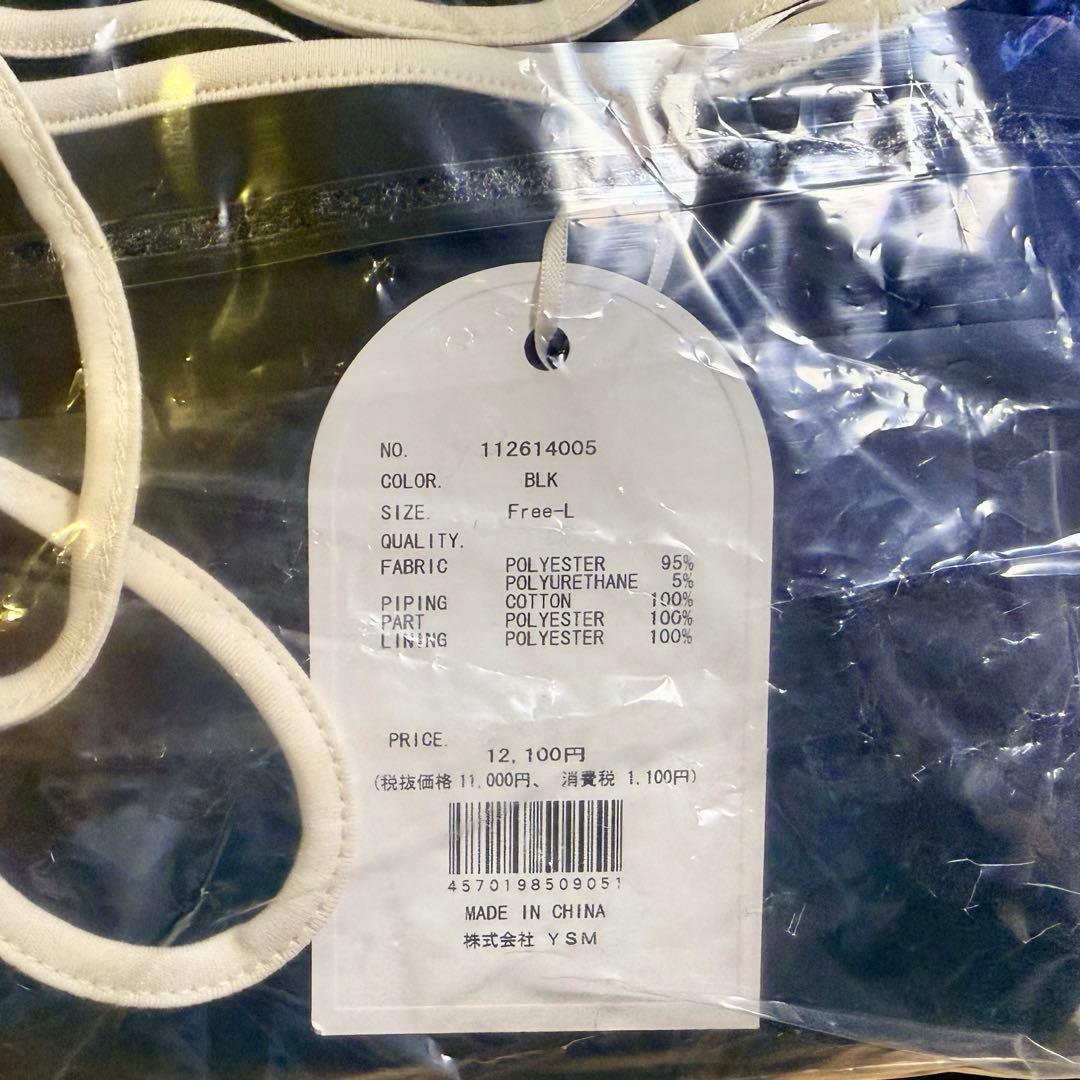 NO. 112614005
COLOR. BLK
SIZE. Free-L
QUALITY.
FABRIC POLYESTER 95%
POLYURETHANE 5%
PIPING COTTON 100%
PART POLYESTER 100%
LINING POLYESTER 100%
PRICE. 12,100円
(税抜価格 11,000円、 消費税 1,100円)
4570198509051
MADE IN CHINA
株式会社 YSM